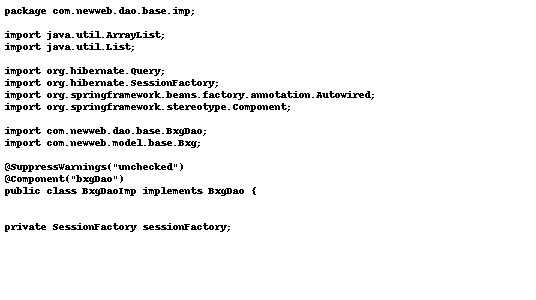 package com.newweb.dao.base.imp;
import java.util.ArrayList;
import java.util.List;
import org.hibernate.Query;
import org.hibernate.SessionFactory;
import org.springframework.beans.factory.annotation.Autowired;
import org.springframework.stereotype.Component;
import com.newweb.dao.base.BxgDao;
import com.newweb.model.base.Bxg;
@SuppressWarnings("unchecked")
@Component("bxgDao")
public class BxgDaoImp implements BxgDao {
private SessionFactory sessionFactory;